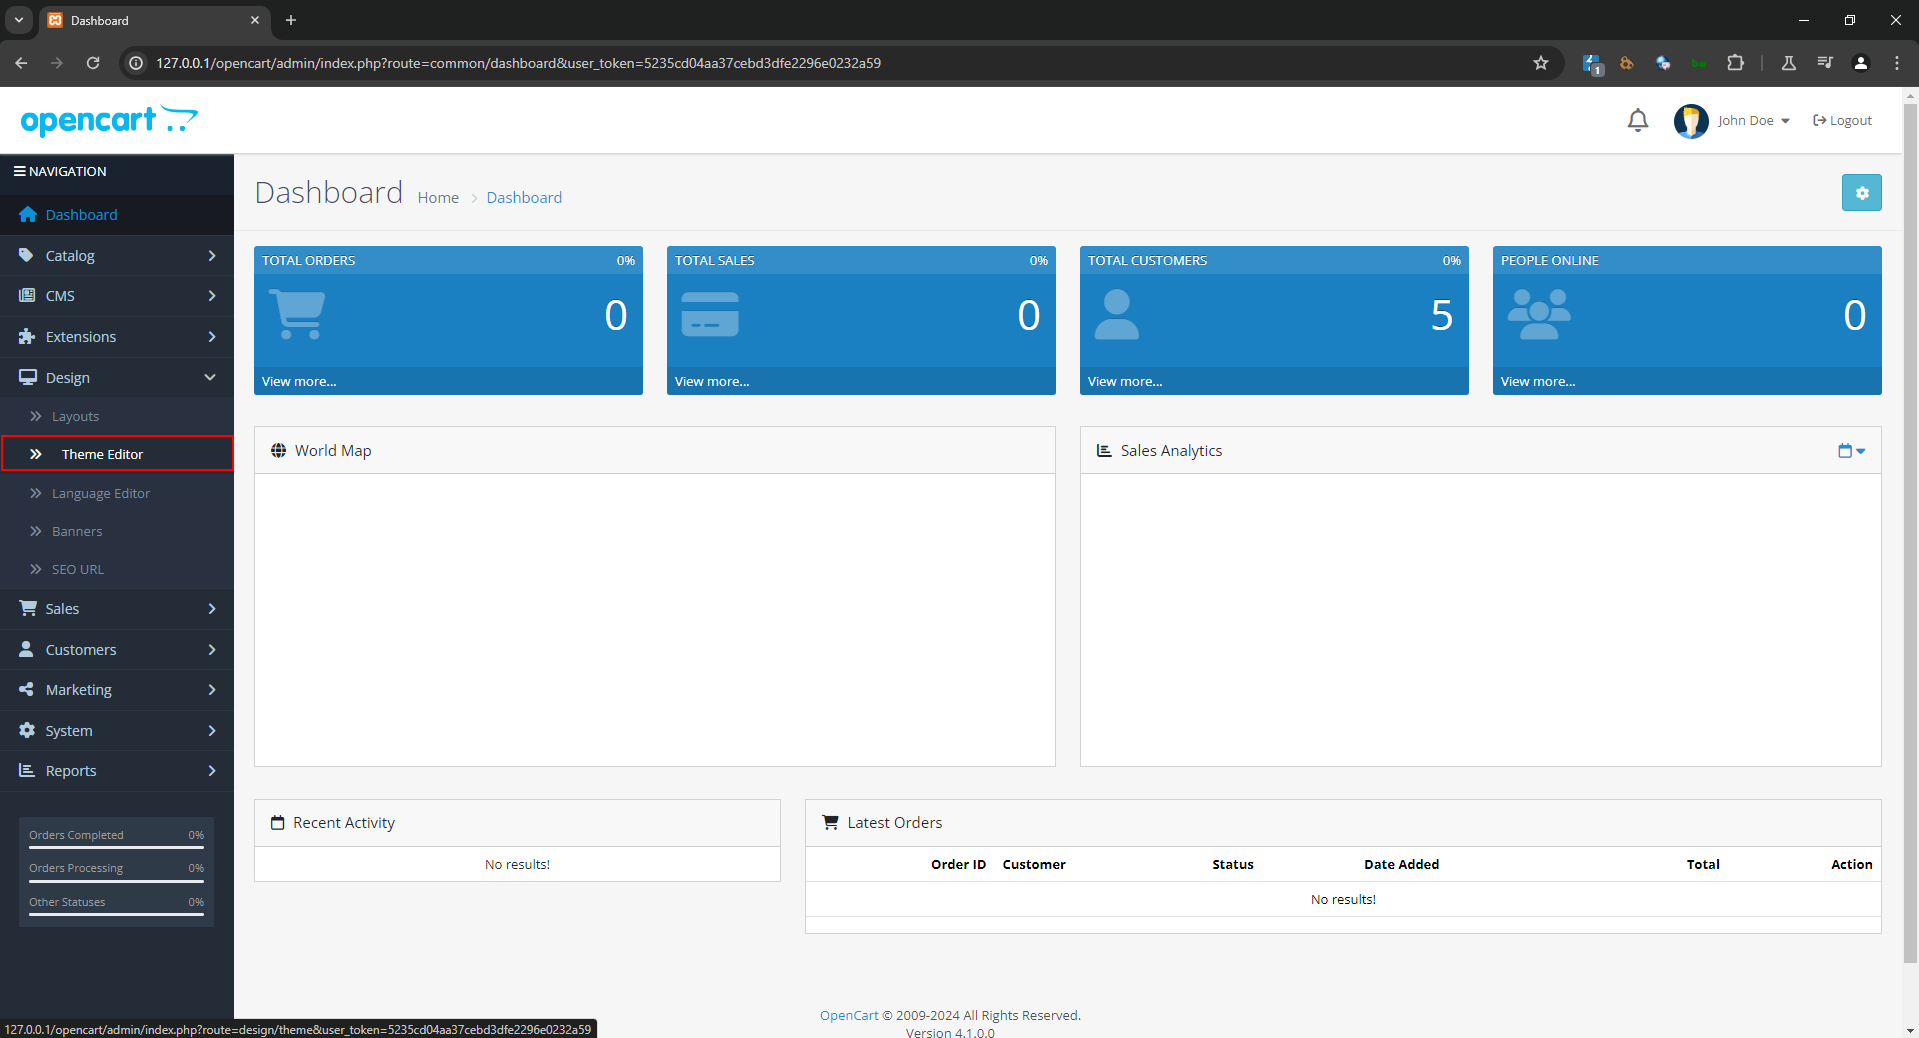 Dashboard
127.0.0.1/opencart/admin/index.php?route=common/dashboard&user_token=5235cd04aa37cebd3dfe2296e0232a59
1
opencart
John Doe
Logout
NAVIGATION
Dashboard
Catalog
CMS
Extensions
Design
Layouts
Theme Editor
Language Editor
Banners
SEO URL
Sales
Customers
Marketing
System
Reports
Orders Completed 0%
Orders Processing 0%
Other Statuses 0%
Dashboard Home > Dashboard
TOTAL ORDERS 0%
0
View more...
TOTAL SALES 0%
0
View more...
TOTAL CUSTOMERS 0%
5
View more...
PEOPLE ONLINE
0
View more...
World Map
Sales Analytics
Recent Activity
No results!
Latest Orders
Order ID Customer Status Date Added Total Action
No results!
OpenCart © 2009-2024 All Rights Reserved.
Version 4.1.0.0
127.0.0.1/opencart/admin/index.php?route=design/theme&user_token=5235cd04aa37cebd3dfe2296e0232a59